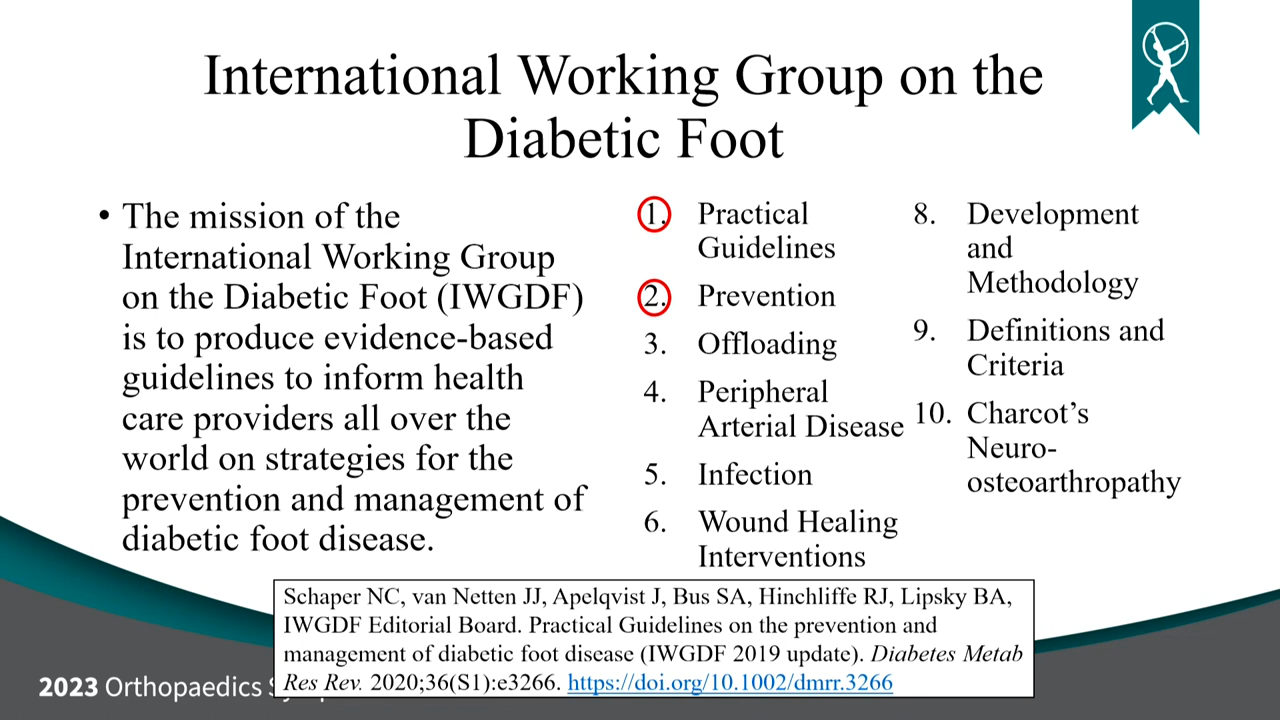 International Working Group on the
Diabetic Foot
• The mission of the
International Working Group
on the Diabetic Foot (IWGDF)
is to produce evidence-based
guidelines to inform health
care providers all over the
world on strategies for the
prevention and management of
diabetic foot disease.
1. Practical
Guidelines
2. Prevention
3. Offloading
4. Peripheral
Arterial Disease
5. Infection
6. Wound Healing
Interventions
8. Development
and
Methodology
9. Definitions and
Criteria
10. Charcot’s
Neuro-
osteoarthropathy
Schaper NC, van Netten JJ, Apelqvist J, Bus SA, Hinchliffe RJ, Lipsky BA,
IWGDF Editorial Board. Practical Guidelines on the prevention and
management of diabetic foot disease (IWGDF 2019 update). Diabetes Metab
Res Rev. 2020;36(S1):e3266. https://doi.org/10.1002/dmrr.3266
2023 Orthopaedics